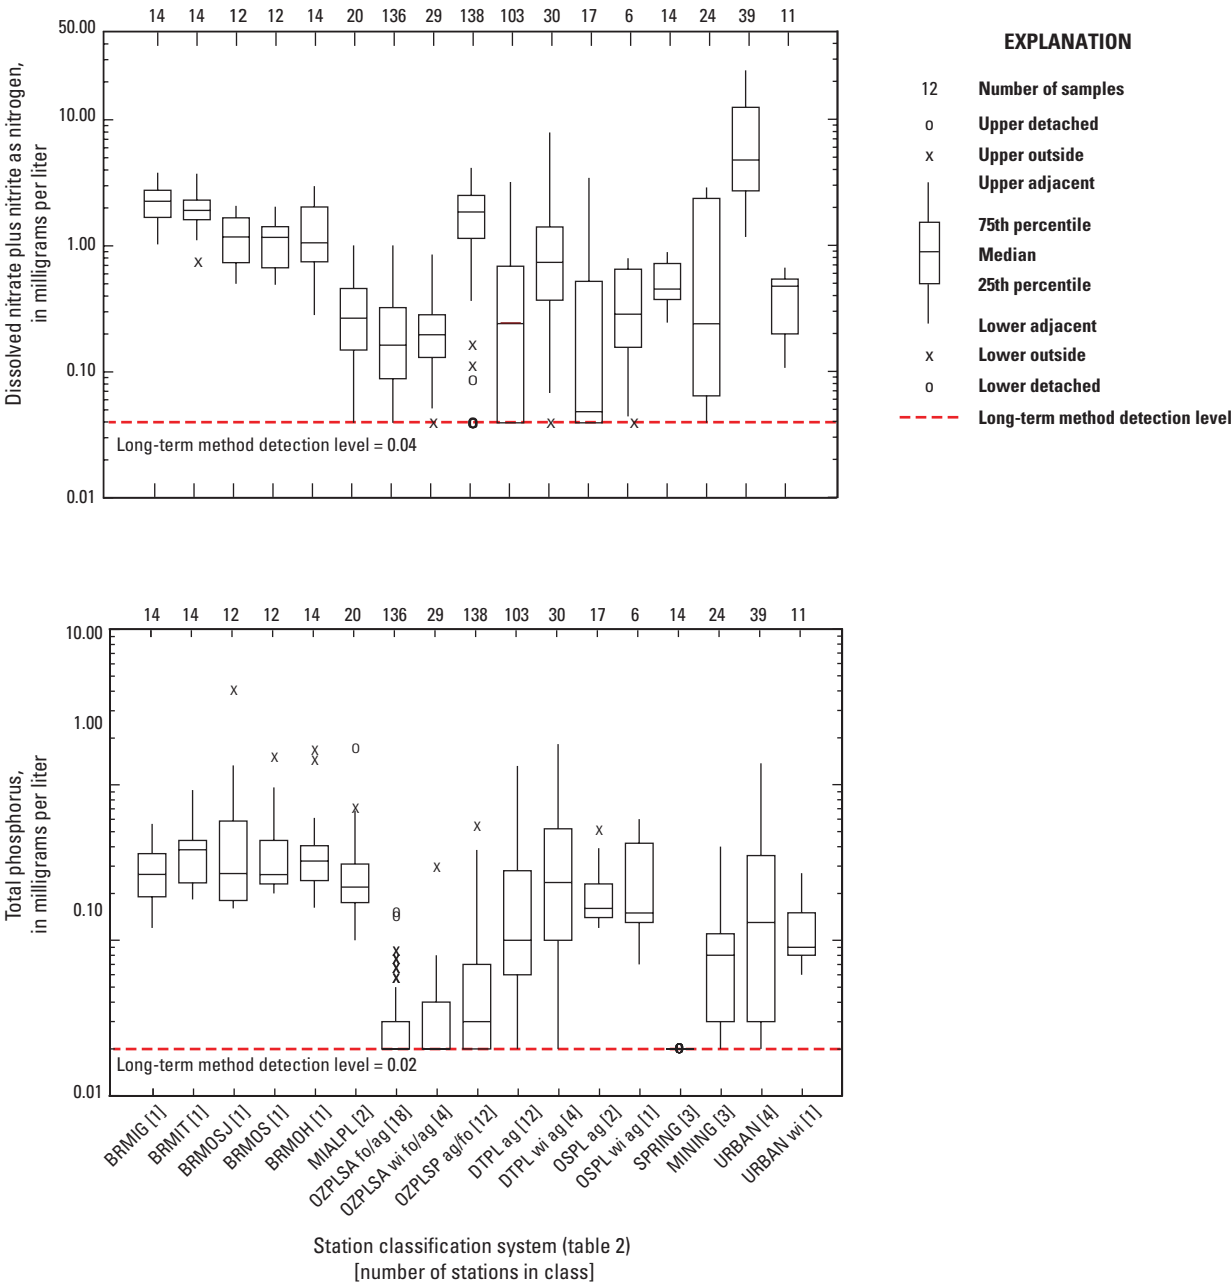 14 14 12 12 14 20 136 29 138 103 30 17 6 14 24 39 11
50.00
10.00
1.00
0.10
0.01
Dissolved nitrate plus nitrite as nitrogen,
in milligrams per liter
x
x
x
x
o
o
x
x
x
Long-term method detection level = 0.04
EXPLANATION
12 Number of samples
o Upper detached
x Upper outside
Upper adjacent
75th percentile
Median
25th percentile
Lower adjacent
x Lower outside
o Lower detached
Long-term method detection level
14 14 12 12 14 20 136 29 138 103 30 17 6 14 24 39 11
10.00
1.00
0.10
0.01
Total phosphorus,
in milligrams per liter
x
x
x
x
o
x
o
o
x
x
x
x
x
x
x
o
Long-term method detection level = 0.02
BRMIG [1]
BRMIT [1]
BRMOSJ [1]
BRMOS [1]
BRMOH [1]
MIALPL [2]
OZPLSA fo/ag [18]
OZPLSA wi fo/ag [4]
OZPLSP ag/fo [12]
DTPL ag [12]
DTPL wi ag [4]
OSPL ag [2]
OSPL wi ag [1]
SPRING [3]
MINING [3]
URBAN [4]
URBAN wi [1]
Station classification system (table 2)
[number of stations in class]